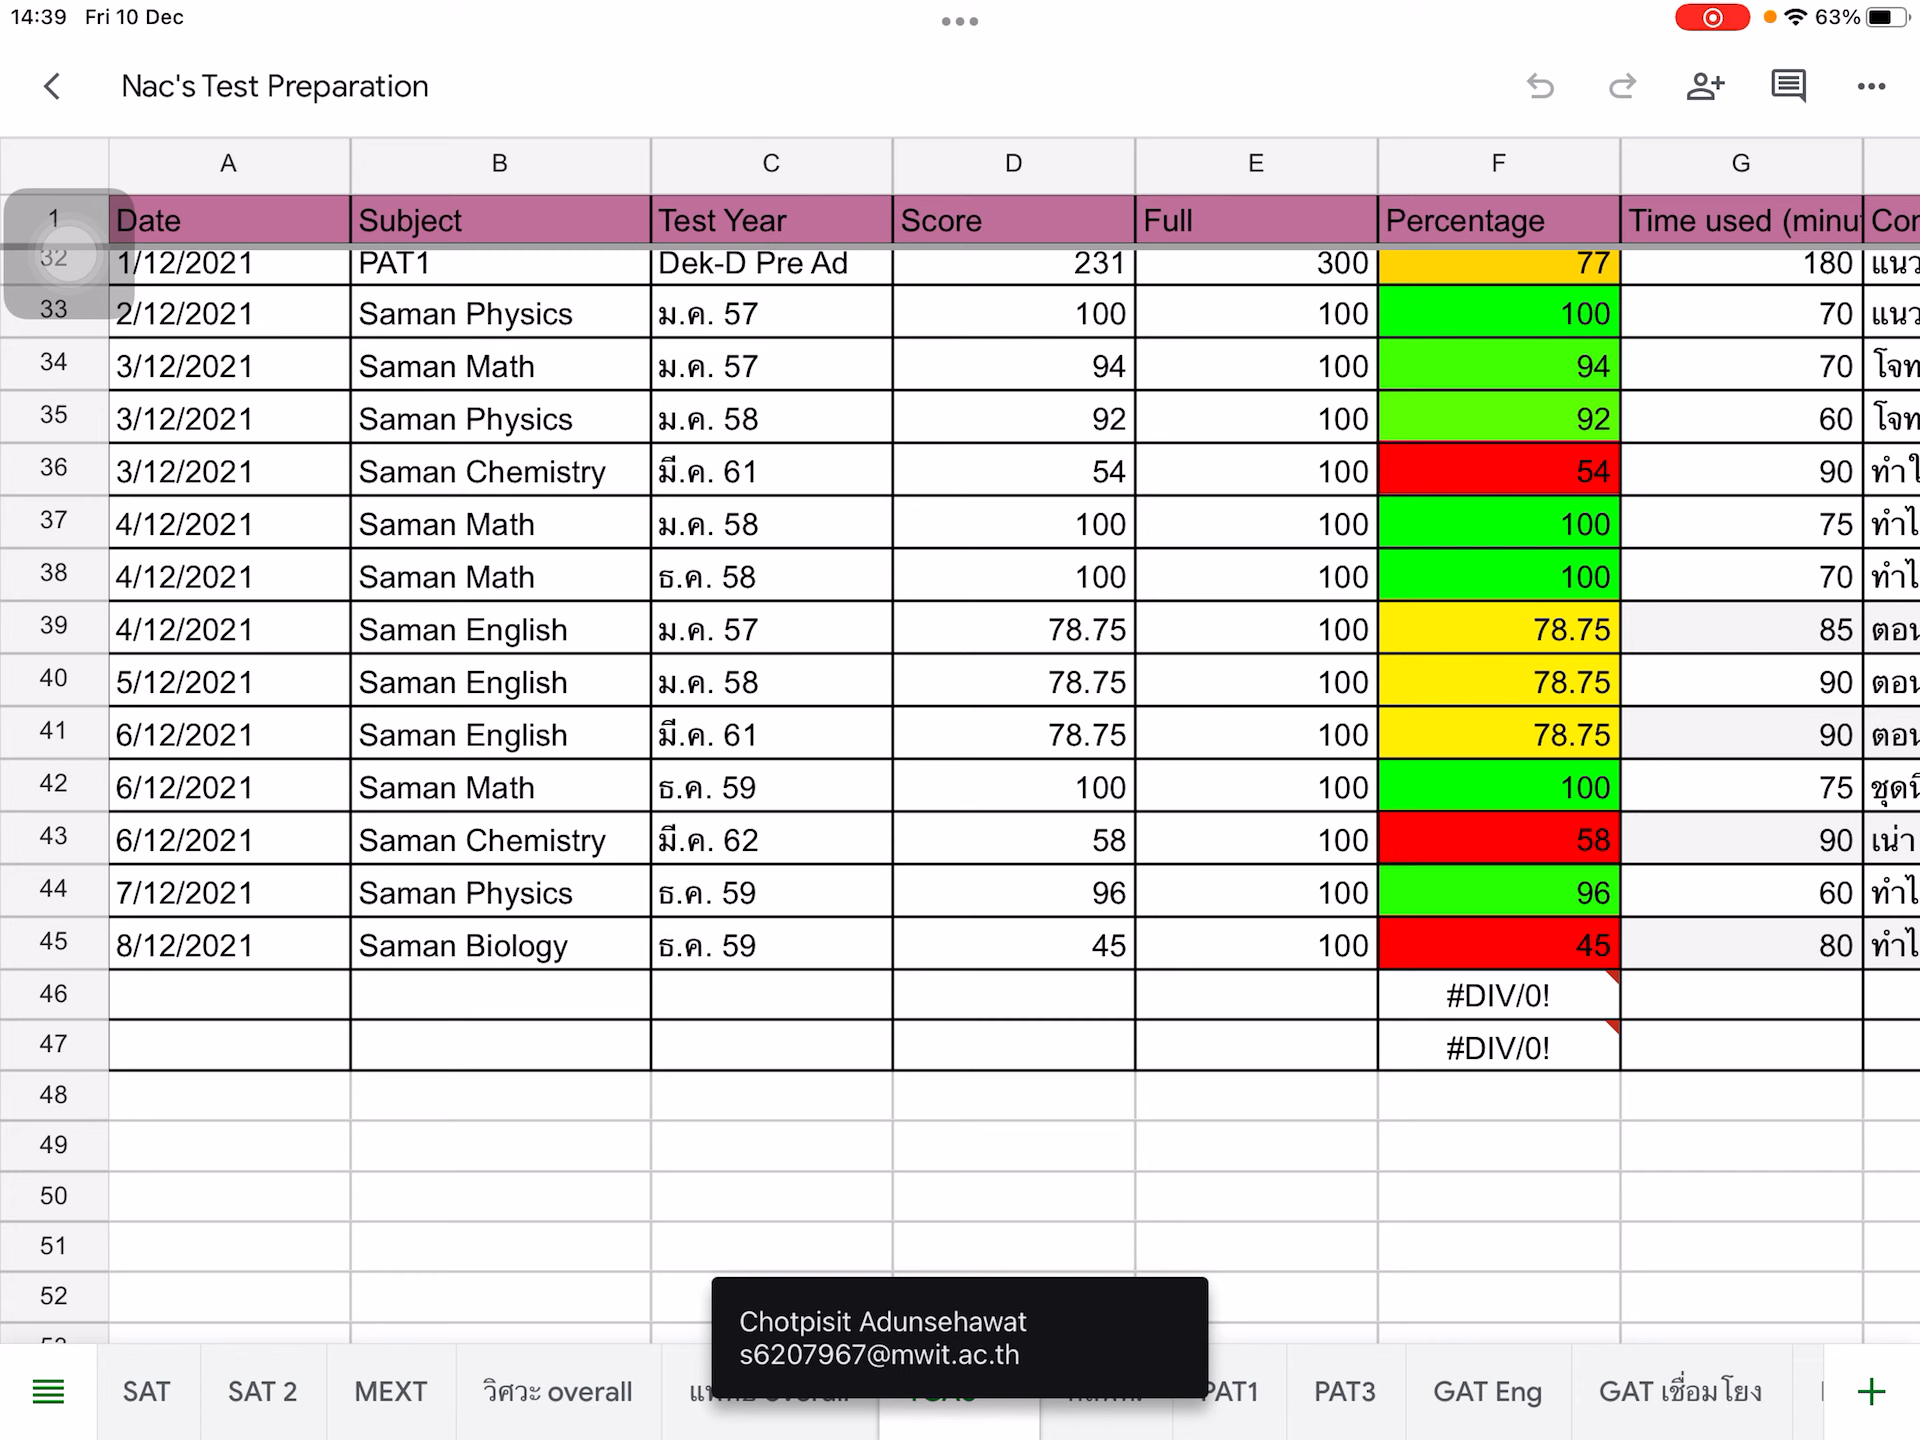 14:39 Fri 10 Dec 63%
Nac's Test Preparation
A B C D E F G
1 Date Subject Test Year Score Full Percentage Time used (minu
32 1/12/2021 PAT1 Dek-D Pre Ad 231 300 77 180
33 2/12/2021 Saman Physics ม.ค. 57 100 100 100 70
34 3/12/2021 Saman Math ม.ค. 57 94 100 94 70
35 3/12/2021 Saman Physics ม.ค. 58 92 100 92 60
36 3/12/2021 Saman Chemistry มี.ค. 61 54 100 54 90
37 4/12/2021 Saman Math ม.ค. 58 100 100 100 75
38 4/12/2021 Saman Math ธ.ค. 58 100 100 100 70
39 4/12/2021 Saman English ม.ค. 57 78.75 100 78.75 85
40 5/12/2021 Saman English ม.ค. 58 78.75 100 78.75 90
41 6/12/2021 Saman English มี.ค. 61 78.75 100 78.75 90
42 6/12/2021 Saman Math ธ.ค. 59 100 100 100 75
43 6/12/2021 Saman Chemistry มี.ค. 62 58 100 58 90 เน่า
44 7/12/2021 Saman Physics ธ.ค. 59 96 100 96 60
45 8/12/2021 Saman Biology ธ.ค. 59 45 100 45 80
46 #DIV/0!
47 #DIV/0!
48
49
50
51
52
Chotpisit Adunsehawat
s6207967@mwit.ac.th
SAT SAT 2 MEXT วิศวะ overall PAT1 PAT3 GAT Eng GAT เชื่อมโยง